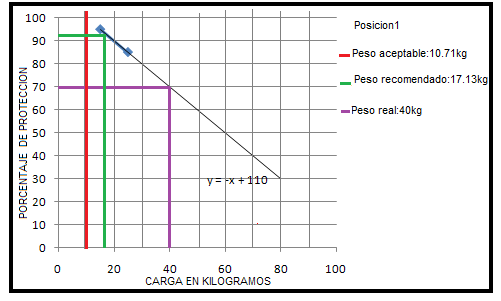 Posicion1
Peso aceptable:10.71kg
Peso recomendado:17.13kg
Peso real:40kg
PORCENTAJE DE PROTECCION
100
90
80
70
60
50
40
30
20
10
0
y = -x + 110
0 20 40 60 80 100
CARGA EN KILOGRAMOS